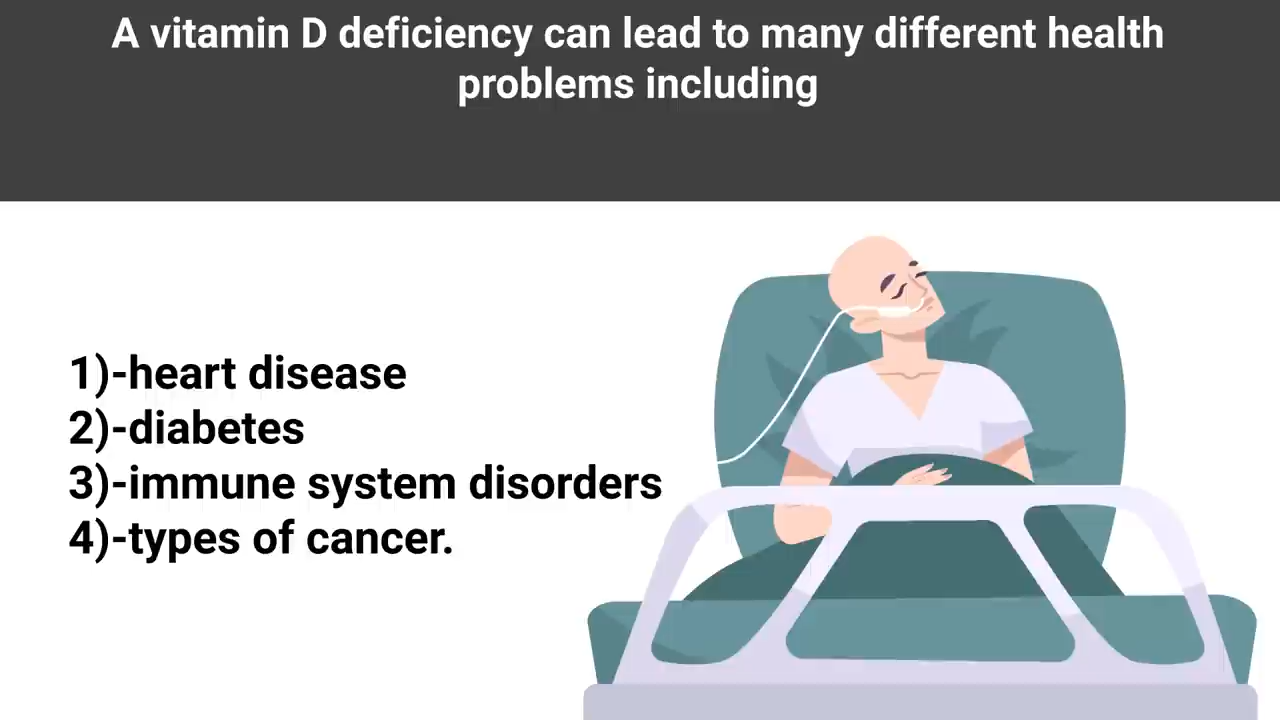 A vitamin D deficiency can lead to many different health
problems including
1)-heart disease
2)-diabetes
3)-immune system disorders
4)-types of cancer.